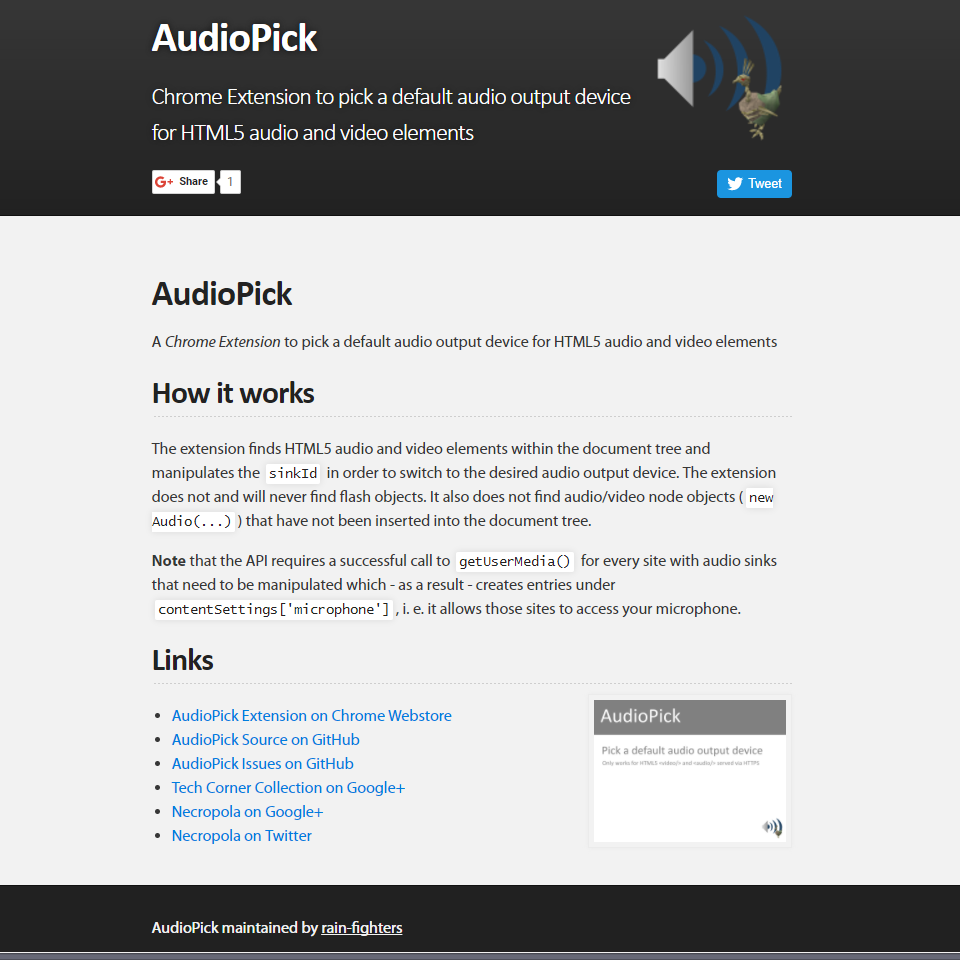 AudioPick
Chrome Extension to pick a default audio output device
for HTML5 audio and video elements
G+ Share 1
Tweet
AudioPick
A Chrome Extension to pick a default audio output device for HTML5 audio and video elements
How it works
The extension finds HTML5 audio and video elements within the document tree and
manipulates the sinkId in order to switch to the desired audio output device. The extension
does not and will never find flash objects. It also does not find audio/video node objects ( new
Audio(...) ) that have not been inserted into the document tree.
Note that the API requires a successful call to getUserMedia() for every site with audio sinks
that need to be manipulated which - as a result - creates entries under
contentSettings['microphone'] , i. e. it allows those sites to access your microphone.
Links
AudioPick Extension on Chrome Webstore
AudioPick Source on GitHub
AudioPick Issues on GitHub
Tech Corner Collection on Google+
Necropola on Google+
Necropola on Twitter
AudioPick
Pick a default audio output device
Only works for HTML5 <video/> and <audio/> served via HTTPS
AudioPick maintained by rain-fighters